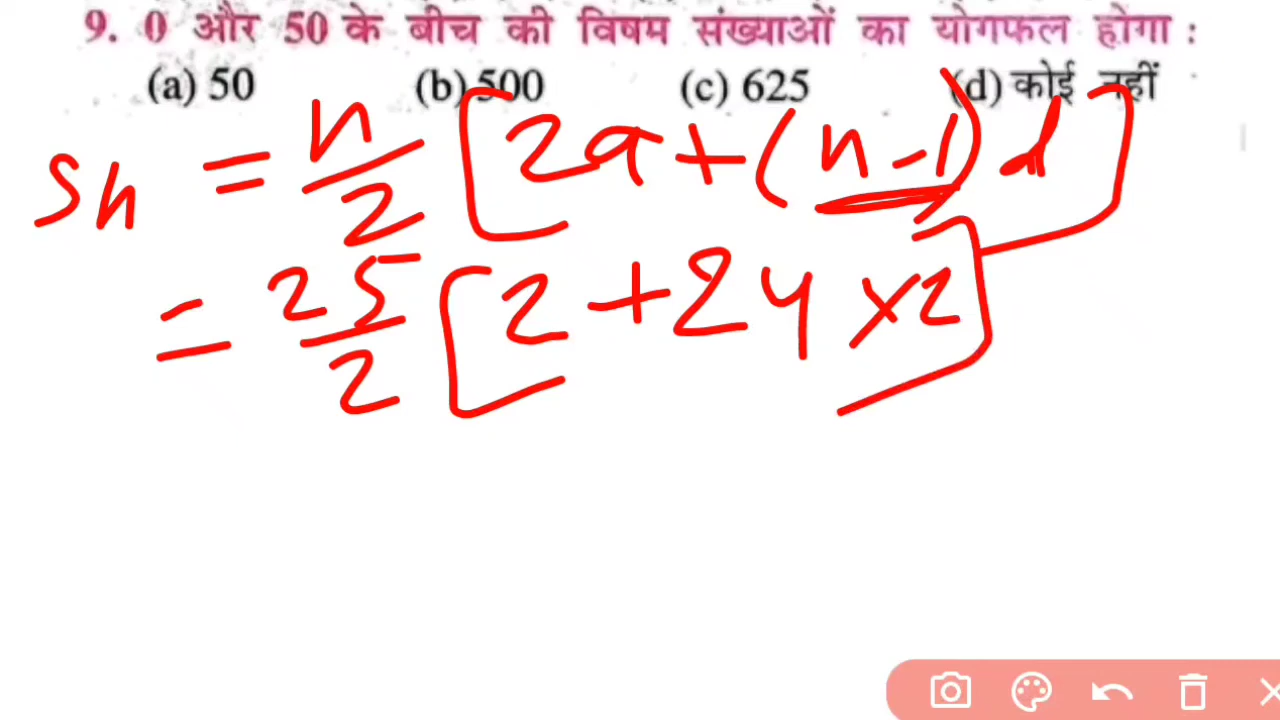 9. 0 और 50 के बीच की विषम संख्याओं का योगफल होगा :
(a) 50 (b) 500 (c) 625 (d) कोई नहीं
Sn = n/2 [2a + (n-1)d]
= 25/2 [2 + 24 × 2]